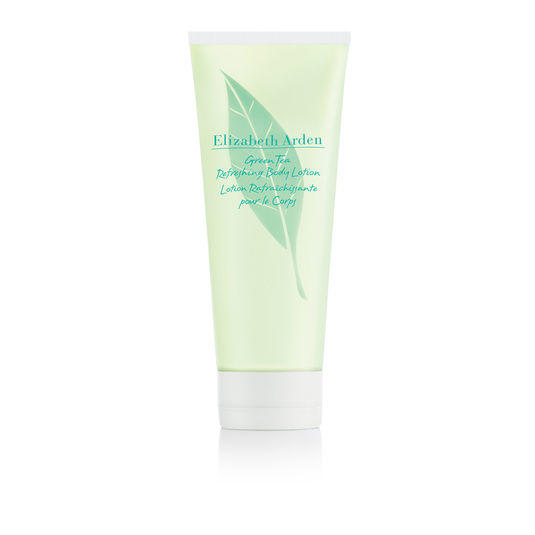 Elizabeth Arden
Green Tea
Refreshing Body Lotion
Lotion Rafraîchissante
pour le Corps